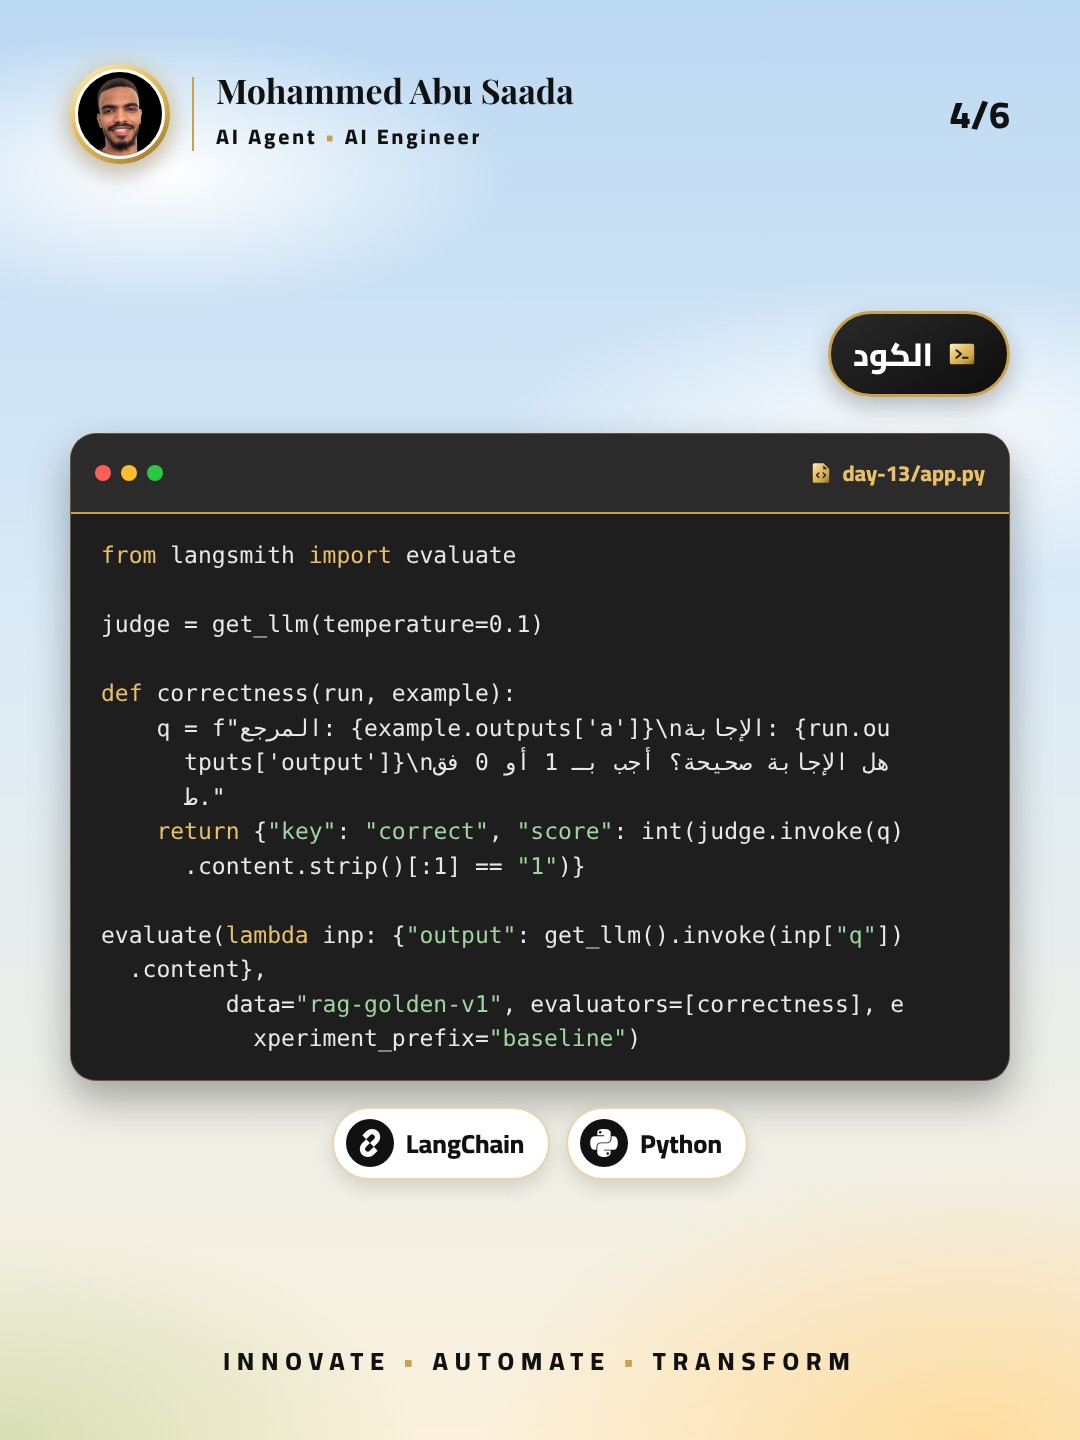 Mohammed Abu Saada
AI Agent ▪ AI Engineer
4/6
الكود
day-13/app.py
from langsmith import evaluate
judge = get_llm(temperature=0.1)
def correctness(run, example):
q = f"المرجع: {example.outputs['a']}\nالإجابة: {run.ou
tputs['output']}\nهل الإجابة صحيحة؟ أجب بـ 1 أو 0 فق
ط."
return {"key": "correct", "score": int(judge.invoke(q)
.content.strip()[:1] == "1")}
evaluate(lambda inp: {"output": get_llm().invoke(inp["q"])
.content},
data="rag-golden-v1", evaluators=[correctness], e
xperiment_prefix="baseline")
LangChain
Python
INNOVATE ▪ AUTOMATE ▪ TRANSFORM